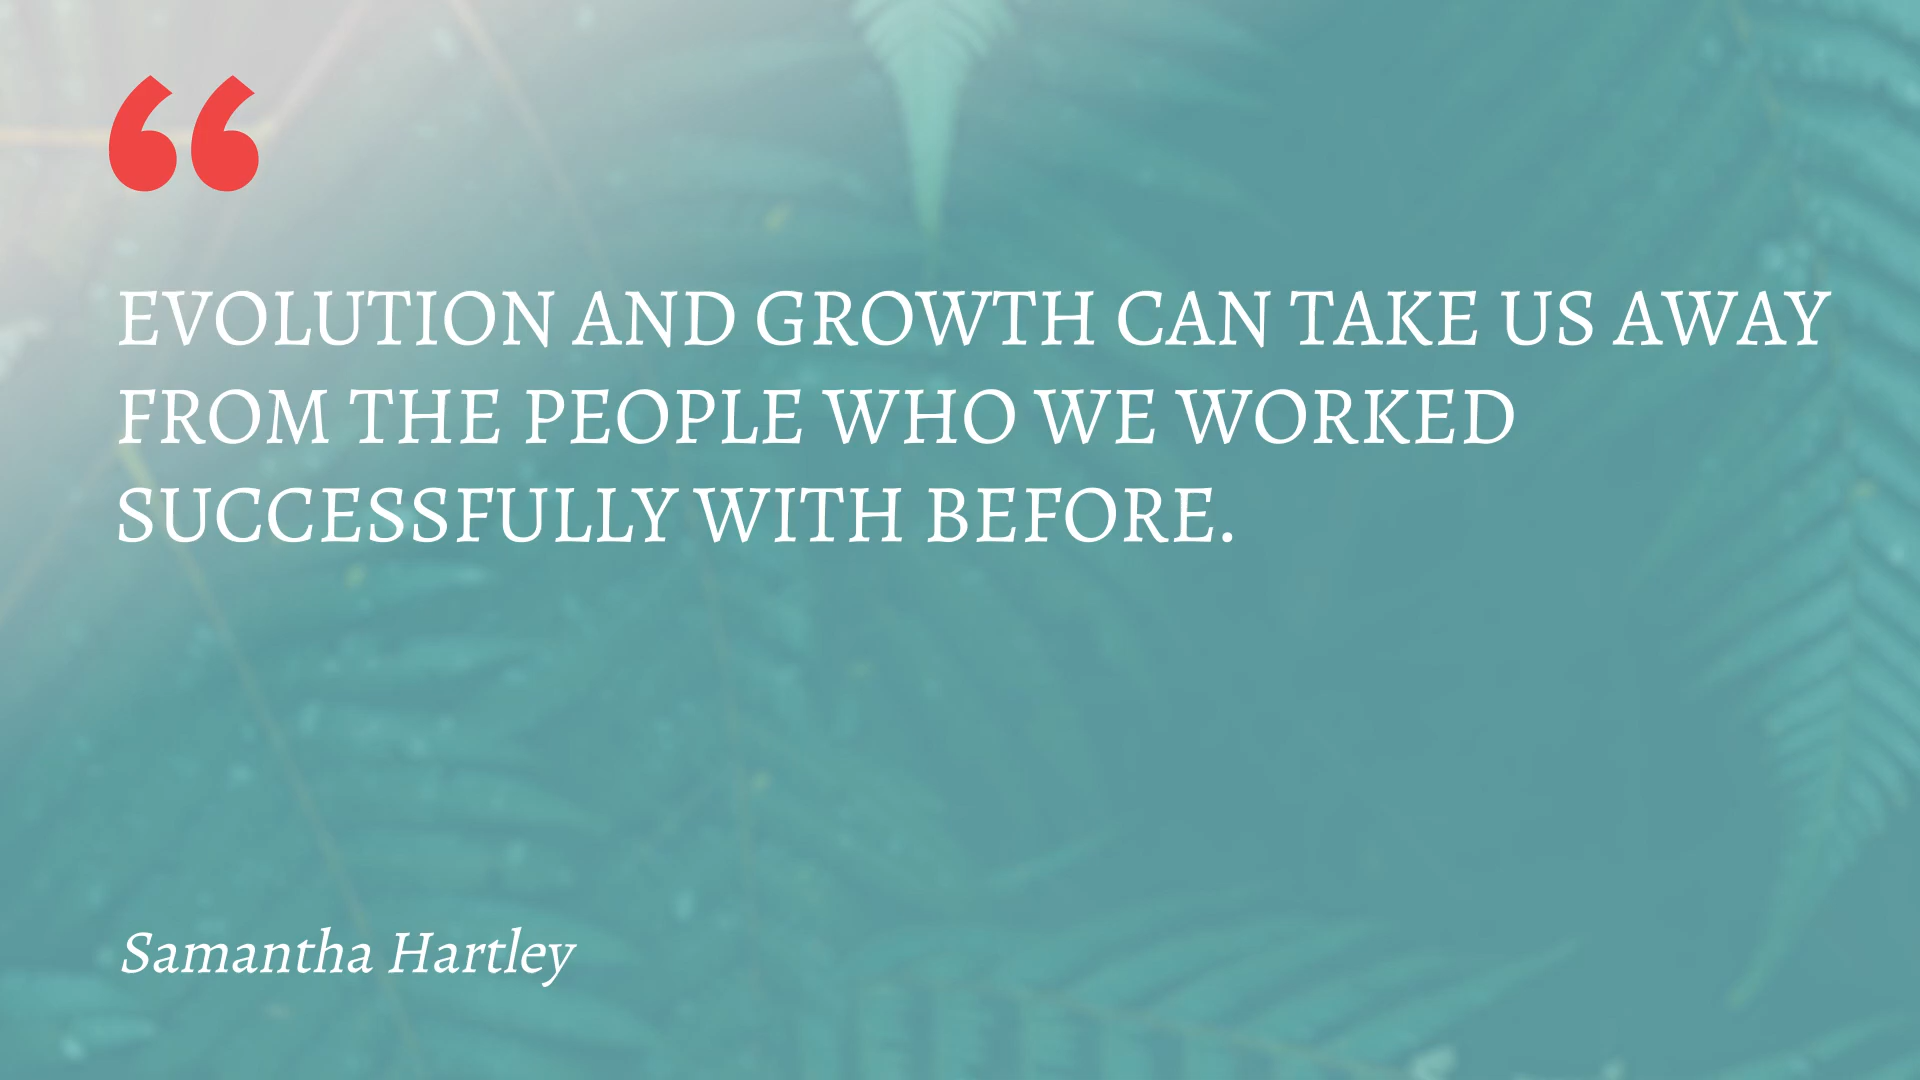 “
EVOLUTION AND GROWTH CAN TAKE US AWAY
FROM THE PEOPLE WHO WE WORKED
SUCCESSFULLY WITH BEFORE.
Samantha Hartley